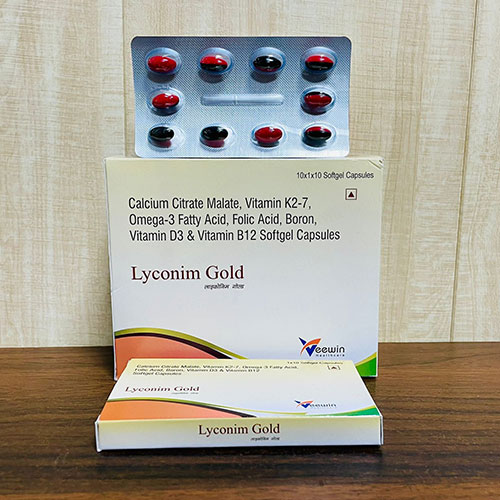 10x1x10 Softgel Capsules
Calcium Citrate Malate, Vitamin K2-7,
Omega-3 Fatty Acid, Folic Acid, Boron,
Vitamin D3 & Vitamin B12 Softgel Capsules
Lyconim Gold
लाइकोनिम गोल्ड
Veewin
Healthcare
1x10 Softgel Capsules
Calcium Citrate Malate, Vitamin K2-7, Omega-3 Fatty Acid,
Folic Acid, Boron, Vitamin D3 & Vitamin B12
Softgel Capsules
Lyconim Gold
लाइकोनिम गोल्ड
Veewin
Lyconim Gold
लाइकोनिम गोल्ड
Veewin